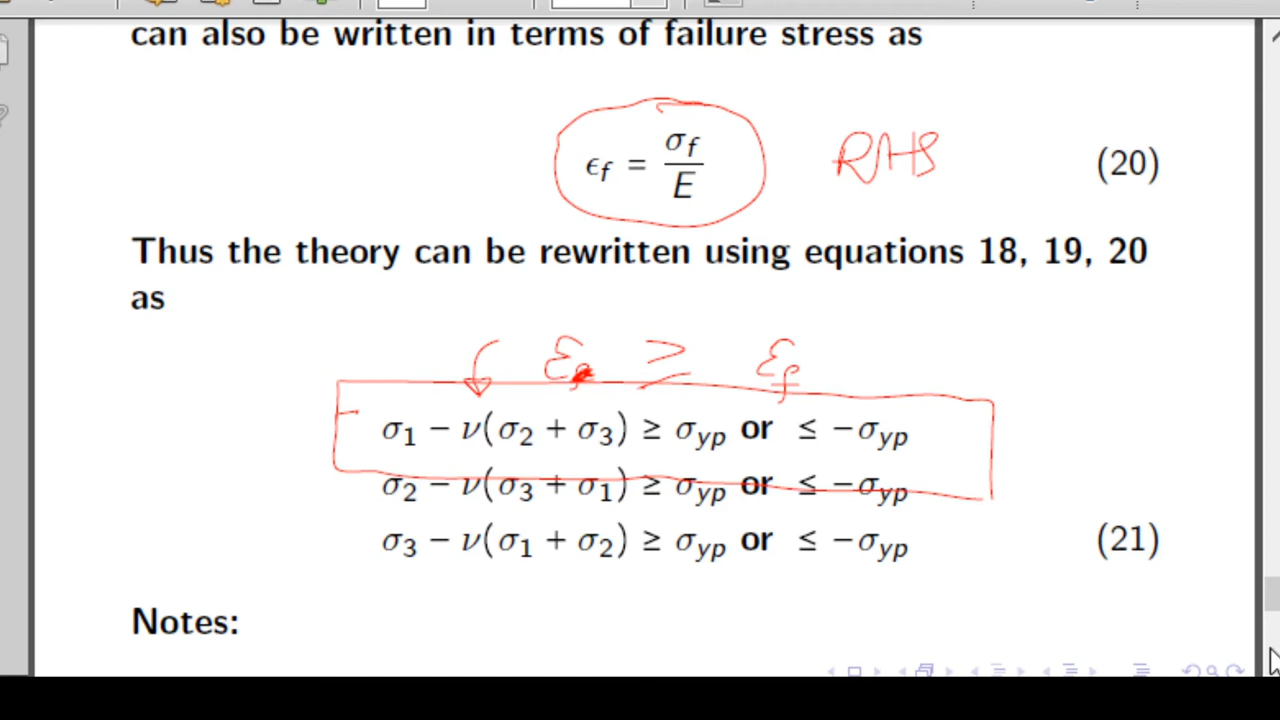 can also be written in terms of failure stress as
ϵf = σf / E RHS (20)
Thus the theory can be rewritten using equations 18, 19, 20
as
ε ≥ εf
σ1 − ν(σ2 + σ3) ≥ σyp or ≤ −σyp
σ2 − ν(σ3 + σ1) ≥ σyp or ≤ −σyp
σ3 − ν(σ1 + σ2) ≥ σyp or ≤ −σyp (21)
Notes: